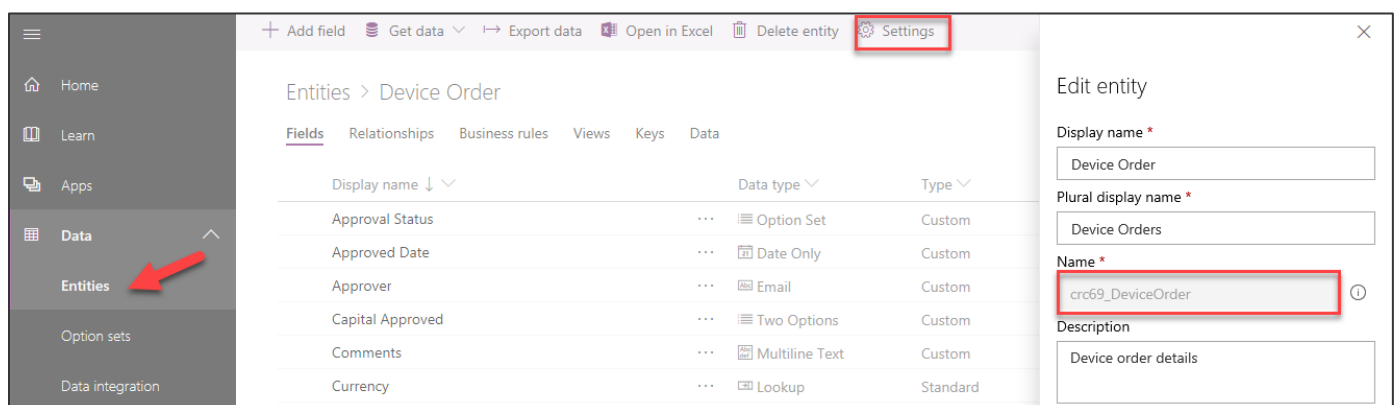 Add field Get data Export data Open in Excel Delete entity Settings
Home
Learn
Apps
Data
Entities
Option sets
Data integration
Entities > Device Order
Fields Relationships Business rules Views Keys Data
Display name ↓ Data type Type
Approval Status ... Option Set Custom
Approved Date ... Date Only Custom
Approver ... Email Custom
Capital Approved ... Two Options Custom
Comments ... Multiline Text Custom
Currency ... Lookup Standard
Edit entity
Display name *
Device Order
Plural display name *
Device Orders
Name *
crc69_DeviceOrder
Description
Device order details